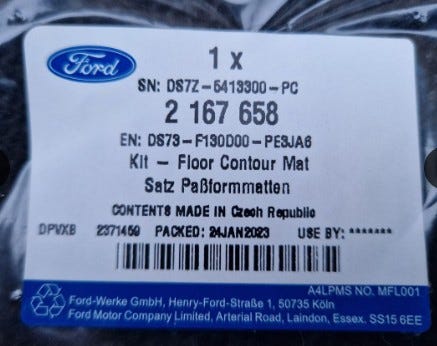 Ford
1 x
SN: DS7Z-5413300-PC
2 167 658
EN: DS73-F130D00-PE3JA6
Kit - Floor Contour Mat
Satz Paßformmatten
CONTENTS MADE IN Czech Republic
DPVXB 2371459 PACKED: 24JAN2023 USE BY: *******
A4LPMS NO. MFL001
Ford-Werke GmbH, Henry-Ford-Straße 1, 50735 Köln
Ford Motor Company Limited, Arterial Road, Laindon, Essex. SS15 6EE